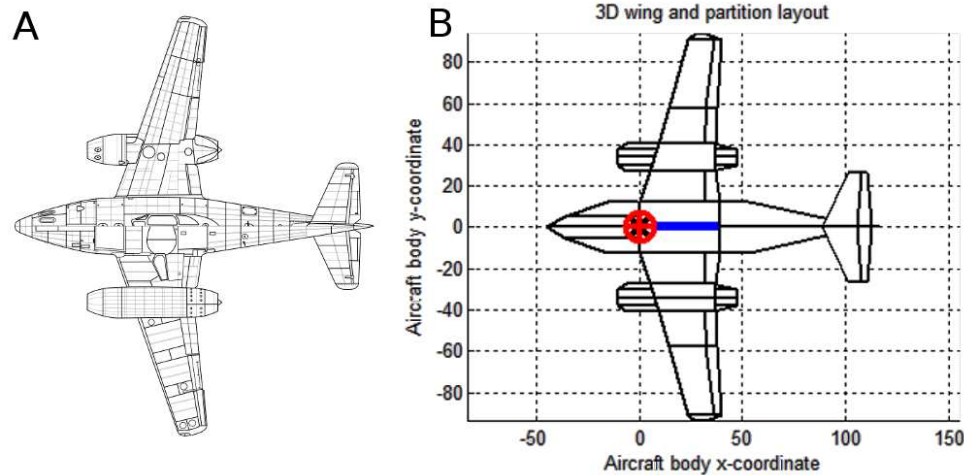 A
B
3D wing and partition layout
80
60
40
20
0
-20
-40
-60
-80
Aircraft body y-coordinate
-50
0
50
100
150
Aircraft body x-coordinate